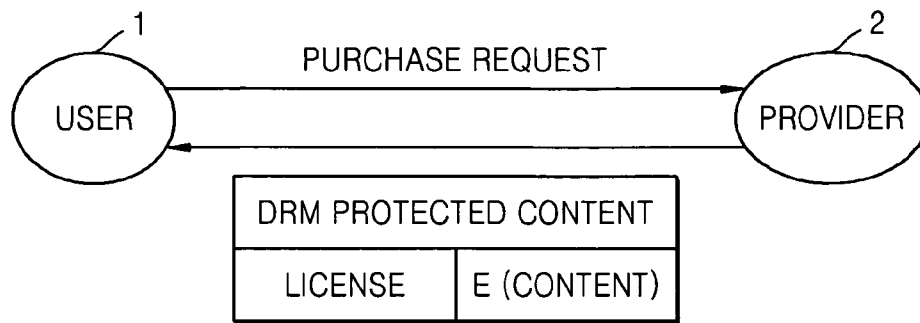 1
2
PURCHASE REQUEST
USER
PROVIDER
DRM PROTECTED CONTENT
LICENSE
E (CONTENT)